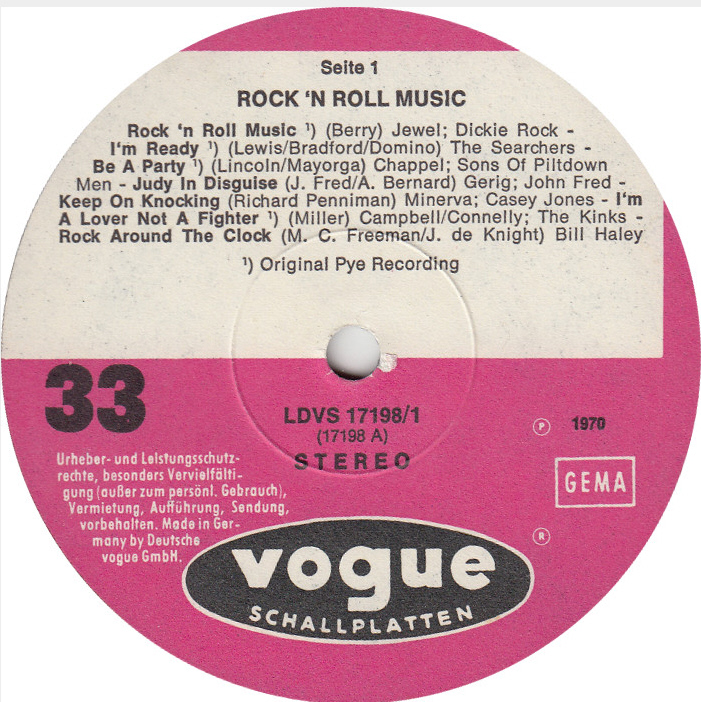 Seite 1
ROCK 'N ROLL MUSIC
Rock 'n Roll Music ¹) (Berry) Jewel; Dickie Rock -
I'm Ready ¹) (Lewis/Bradford/Domino) The Searchers -
Be A Party ¹) (Lincoln/Mayorga) Chappel; Sons Of Piltdown
Men - Judy In Disguise (J. Fred/A. Bernard) Gerig; John Fred -
Keep On Knocking (Richard Penniman) Minerva; Casey Jones - I'm
A Lover Not A Fighter ¹) (Miller) Campbell/Connelly; The Kinks -
Rock Around The Clock (M. C. Freeman/J. de Knight) Bill Haley
¹) Original Pye Recording
33
LDVS 17198/1
(17198 A)
STEREO
Ⓟ 1970
GEMA
Ⓡ
Urheber- und Leistungsschutz-
rechte, besonders Vervielfälti-
gung (außer zum persönl. Gebrauch),
Vermietung, Aufführung, Sendung,
vorbehalten. Made in Ger-
many by Deutsche
vogue GmbH.
vogue
SCHALLPLATTEN